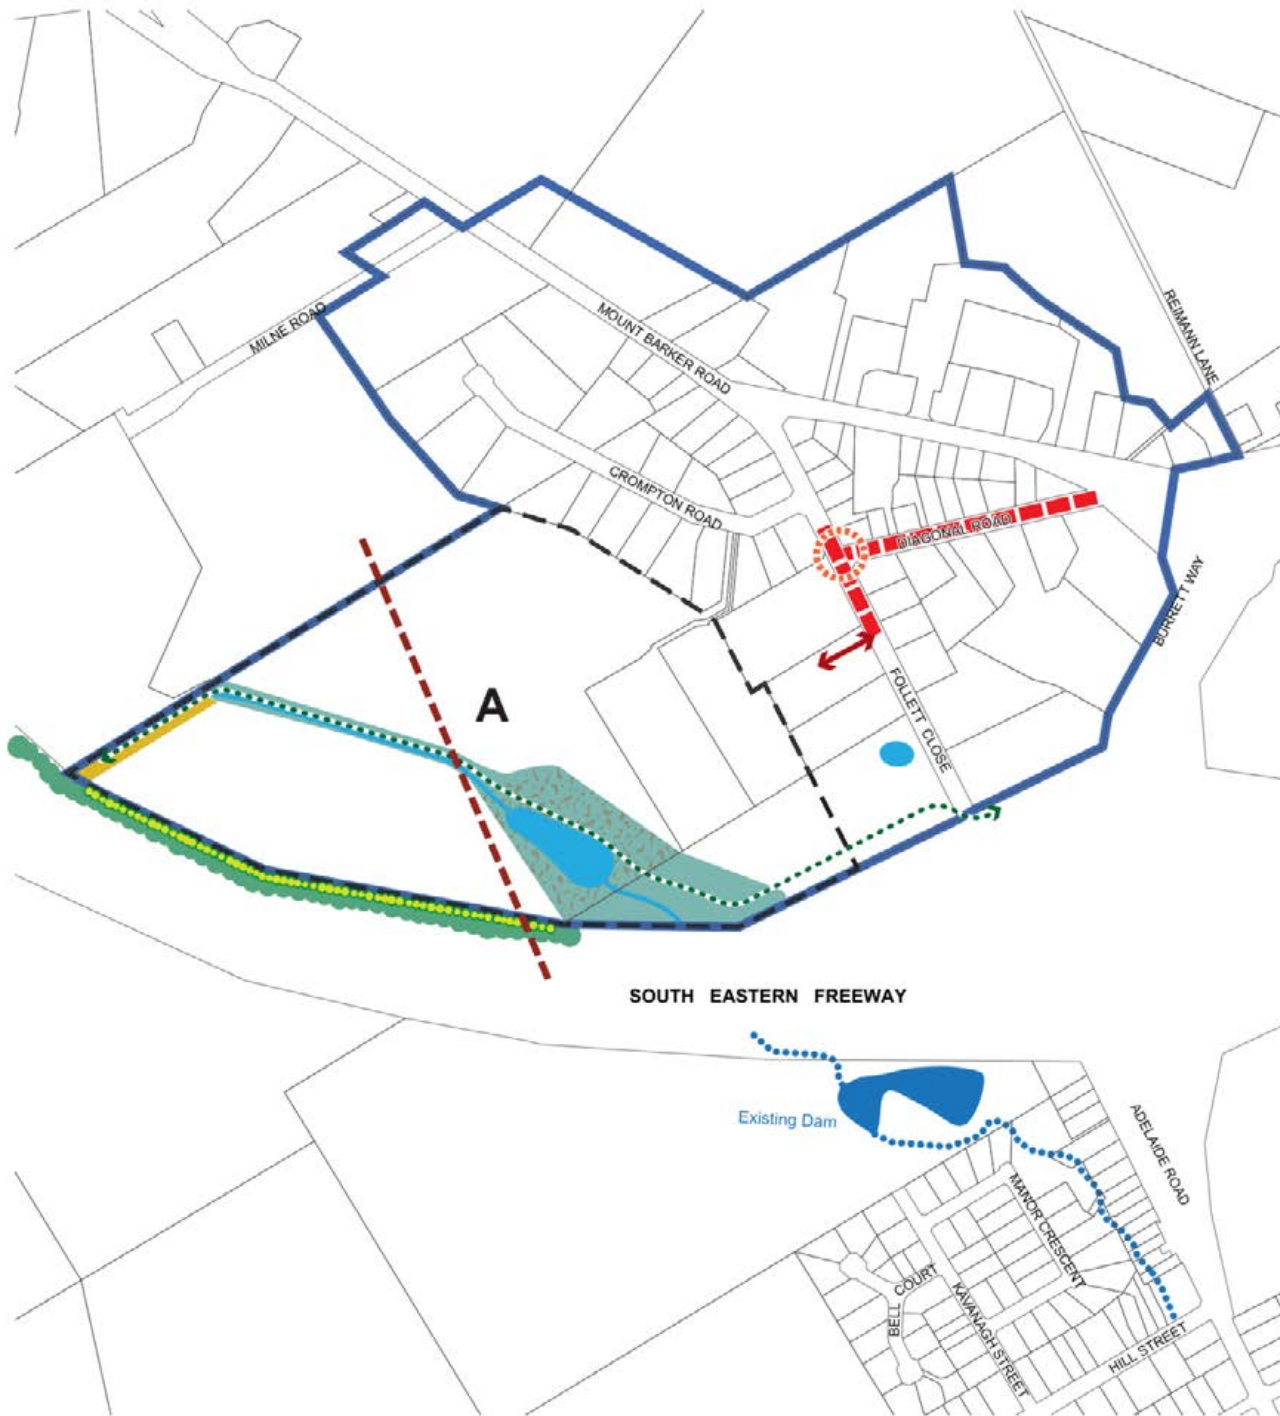 REIMANN LANE
MILNE ROAD
MOUNT BARKER ROAD
CROMPTON ROAD
DIAGONAL ROAD
BURRETT WAY
A
FOLLETT CLOSE
SOUTH EASTERN FREEWAY
Existing Dam
ADELAIDE ROAD
MANOR CRESCENT
BELL COURT
KAVANAGH STREET
HILL STREET